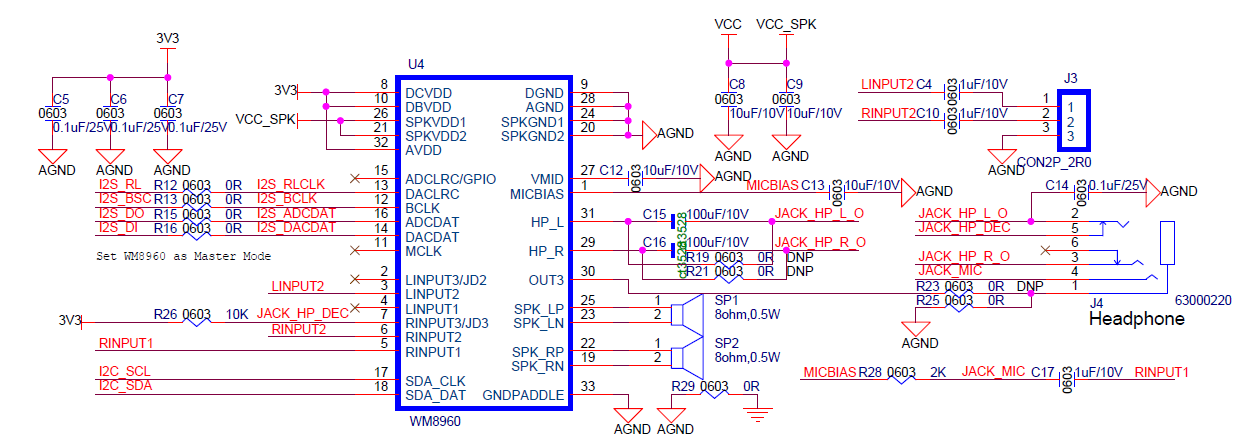 VCC VCC_SPK
3V3
U4
C5 C6 C7
0603 0603 0603
0.1uF/25V 0.1uF/25V 0.1uF/25V
AGND AGND AGND
3V3 8 DCVDD DGND 9
10 DBVDD AGND 28
VCC_SPK 26 SPKVDD1 SPKGND1 24
21 SPKVDD2 SPKGND2 20 AGND
32 AVDD
C8 C9
0603 0603
10uF/10V 10uF/10V
AGND AGND
LINPUT2 C4 0603 1uF/10V J3
RINPUT2 C10 0603 1uF/10V
1 1
2 2
3 3
AGND CON2P_2R0
15 ADCLRC/GPIO VMID 27 C12 0603 10uF/10V AGND
I2S_RL R12 0603 0R I2S_RLCLK 13 DACLRC MICBIAS 1 MICBIAS C13 0603 10uF/10V AGND
C14 0603 0.1uF/25V AGND
I2S_BSC R13 0603 0R I2S_BCLK 12 BCLK
I2S_DO R15 0603 0R I2S_ADCDAT 16 ADCDAT HP_L 31 C15 100uF/10V JACK_HP_L_O
I2S_DI R16 0603 0R I2S_DACDAT 14 DACDAT
11 MCLK HP_R 29 C16 ct3528 100uF/10V JACK_HP_R_O
Set WM8960 as Master Mode
R19 0603 0R DNP
R21 0603 0R
JACK_HP_L_O 2
JACK_HP_DEC 5
6
JACK_HP_R_O 3
JACK_MIC 4
1
R23 0603 0R DNP
R25 0603 0R
AGND
J4 63000220
Headphone
2 LINPUT3/JD2 OUT3 30
LINPUT2 3 LINPUT2
4 LINPUT1 SPK_LP 25 1 SP1
3V3 R26 0603 10K JACK_HP_DEC 7 RINPUT3/JD3 SPK_LN 23 2 8ohm,0.5W
RINPUT2 6 RINPUT2
RINPUT1 5 RINPUT1 SPK_RP 22 1 SP2
SPK_RN 19 2 8ohm,0.5W
I2C_SCL 17 SDA_CLK
I2C_SDA 18 SDA_DAT GNDPADDLE 33 R29 0603 0R
WM8960 AGND AGND
MICBIAS R28 0603 2K JACK_MIC C17 0603 1uF/10V RINPUT1